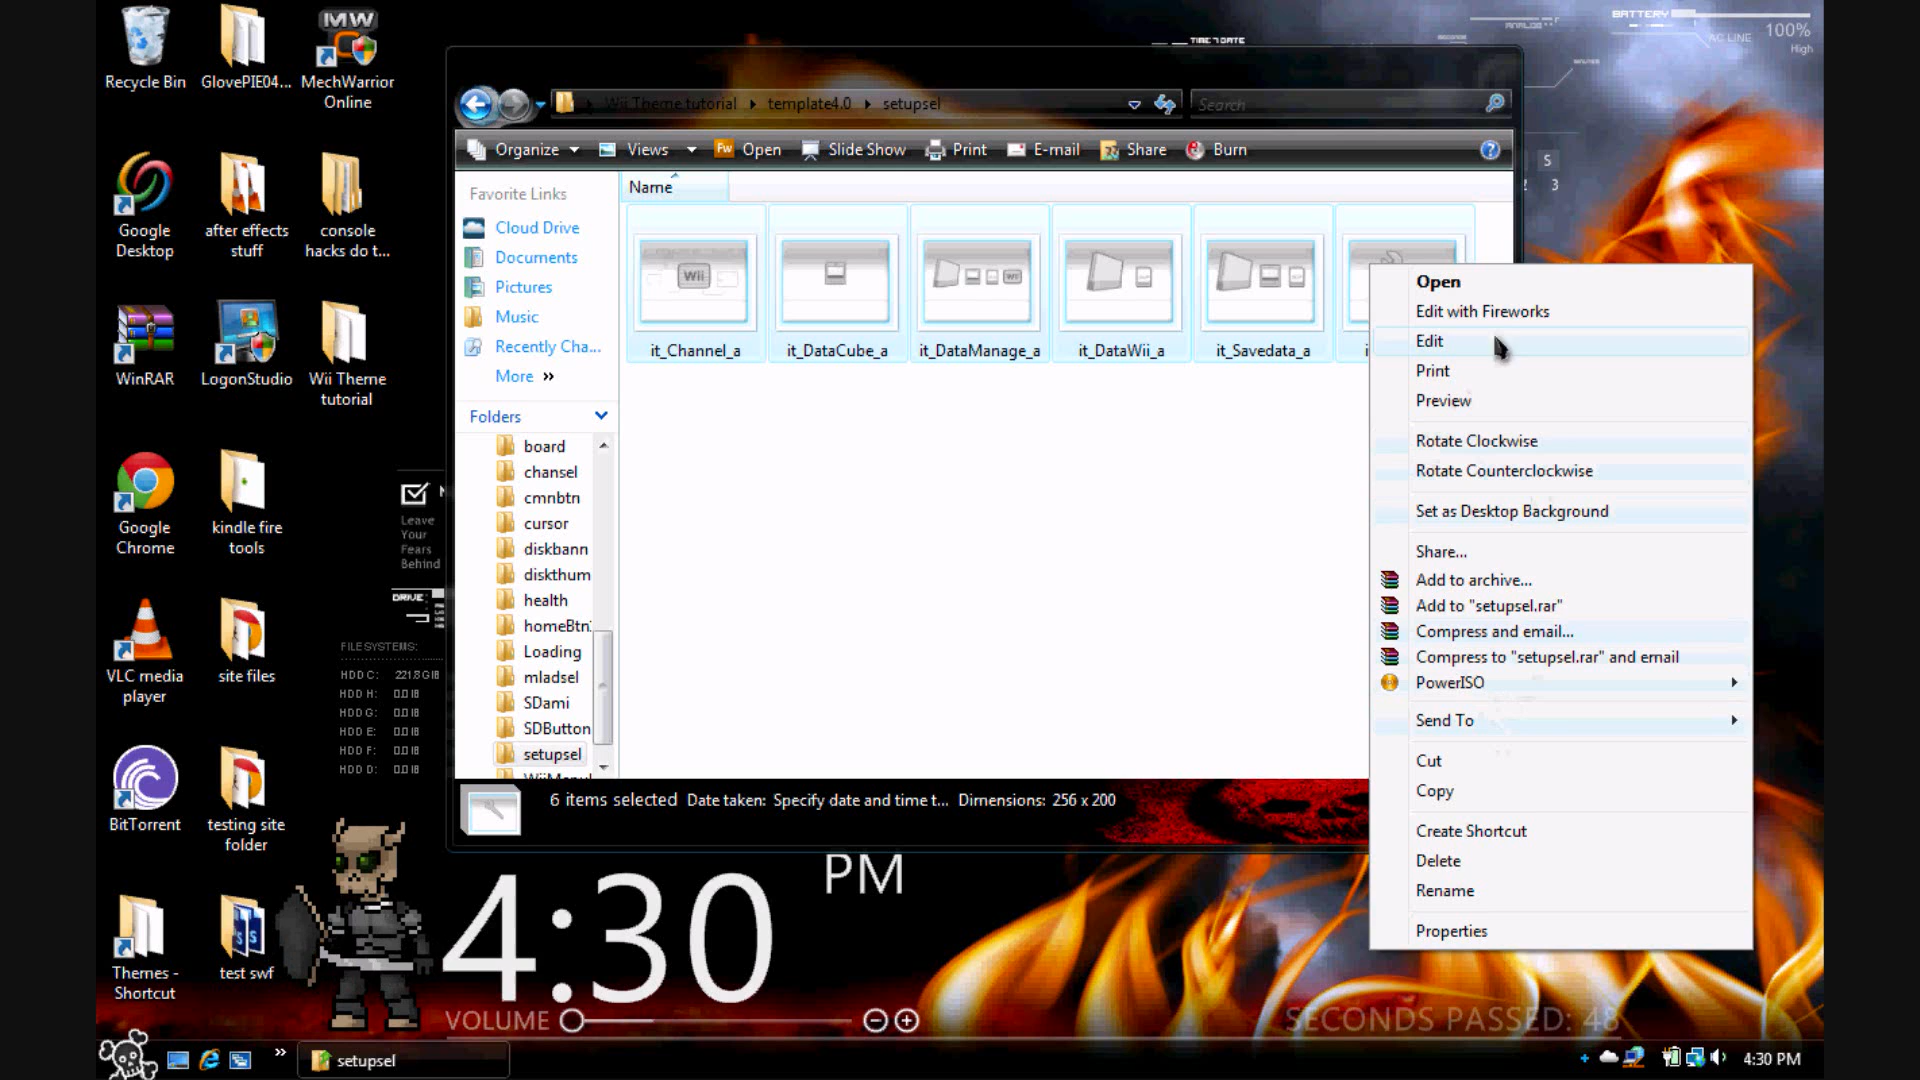 Recycle Bin
GlovePIE04...
MW
MechWarrior
Online
Google
Desktop
after effects
stuff
console
hacks do t...
WinRAR
LogonStudio
Wii Theme
tutorial
Google
Chrome
kindle fire
tools
VLC media
player
site files
BitTorrent
testing site
folder
Themes -
Shortcut
test swf
Leave
Your
Fears
Behind
DRIVE:
FILESYSTEMS:
HDD C: 221.8 GIB
HDD H: 0.0 IB
HDD G: 0.0 IB
HDD E: 0.0 IB
HDD F: 0.0 IB
HDD D: 0.0 IB
TIME DATE
BATTERY
100%
AC LINE
High
S
3
Wii Theme tutorial
template4.0
setupsel
Search
Organize
Views
Fw
Open
Slide Show
Print
E-mail
Share
Burn
Favorite Links
Cloud Drive
Documents
Pictures
Music
Recently Cha...
More »
Folders
board
chansel
cmnbtn
cursor
diskbann
diskthum
health
homeBtn
Loading
mladsel
SDami
SDButton
setupsel
Name
Wii
it_Channel_a
it_DataCube_a
it_DataManage_a
it_DataWii_a
it_Savedata_a
6 items selected
Date taken: Specify date and time t...
Dimensions: 256 x 200
Open
Edit with Fireworks
Edit
Print
Preview
Rotate Clockwise
Rotate Counterclockwise
Set as Desktop Background
Share...
Add to archive...
Add to "setupsel.rar"
Compress and email...
Compress to "setupsel.rar" and email
PowerISO
Send To
Cut
Copy
Create Shortcut
Delete
Rename
Properties
4:30
PM
VOLUME
SECONDS PASSED: 48
»
setupsel
4:30 PM